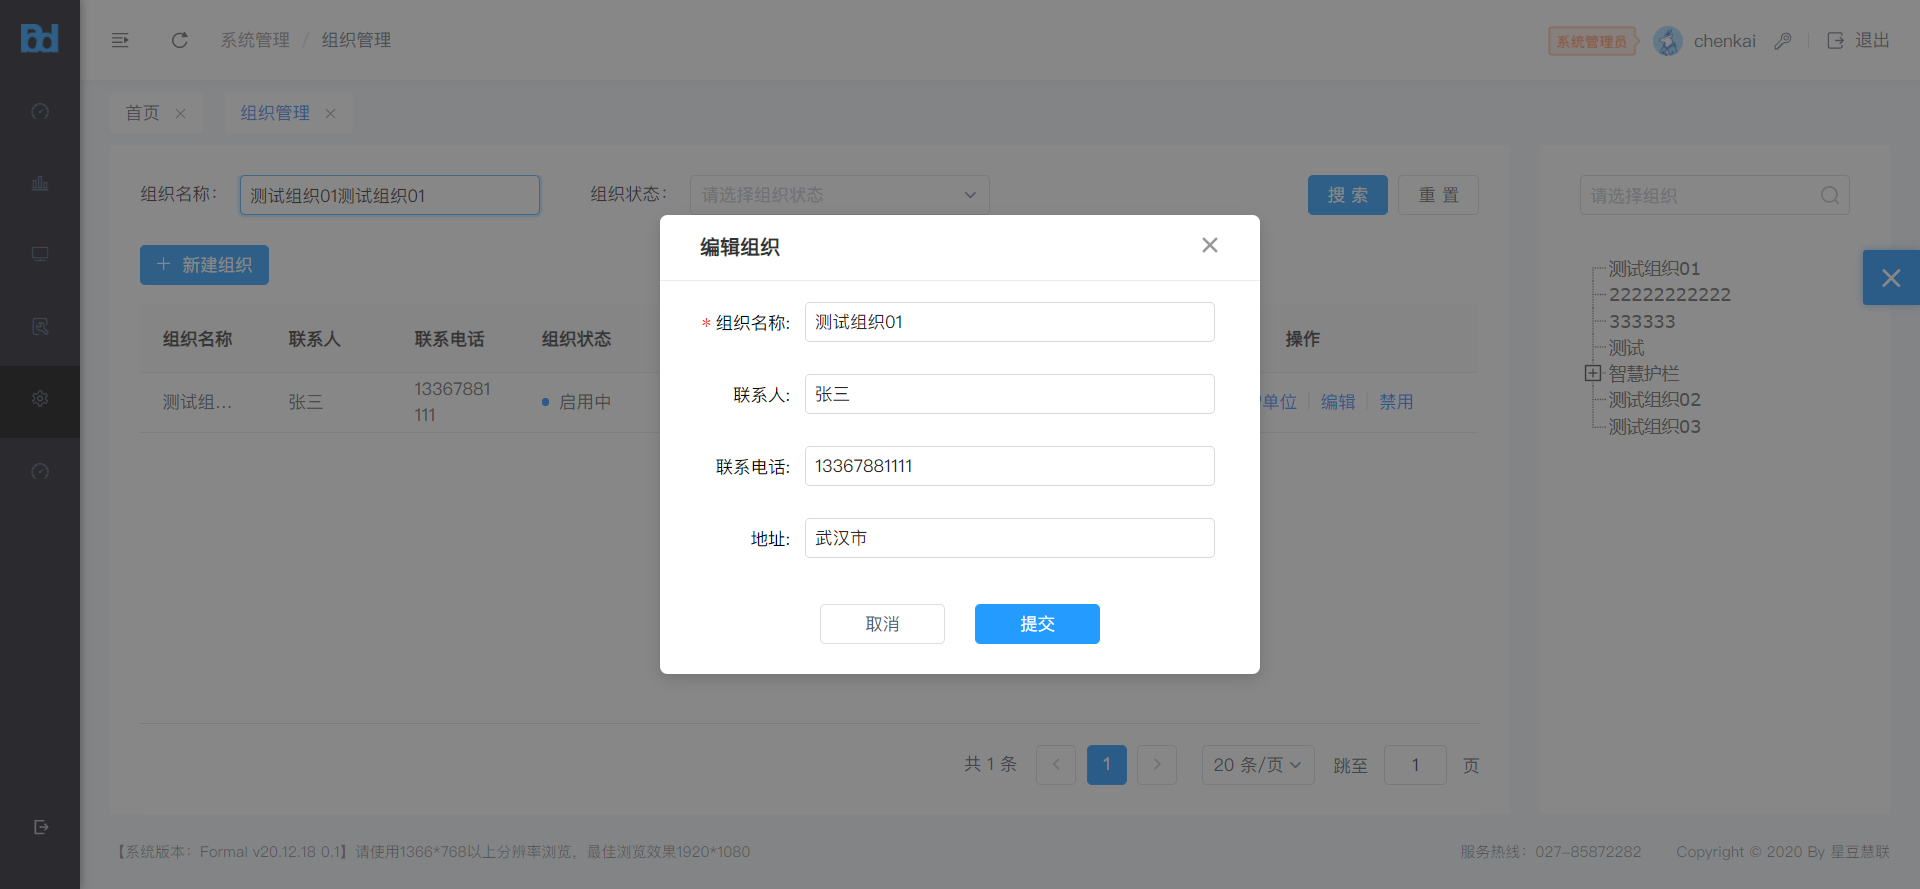 系统管理 / 组织管理
系统管理员 chenkai 退出
首页 组织管理
组织名称： 测试组织01测试组织01 组织状态： 请选择组织状态 搜 索 重 置
请选择组织
新建组织
组织名称 联系人 联系电话 组织状态 操作
测试组... 张三 13367881111 启用中 单位 编辑 禁用
编辑组织
* 组织名称: 测试组织01
联系人: 张三
联系电话: 13367881111
地址: 武汉市
取消 提交
测试组织01
22222222222
333333
测试
智慧护栏
测试组织02
测试组织03
共 1 条 1 20 条/页 跳至 1 页
【系统版本：Formal v20.12.18 0.1】请使用1366*768以上分辨率浏览，最佳浏览效果1920*1080
服务热线：027-85872282 Copyright © 2020 By 星豆慧联